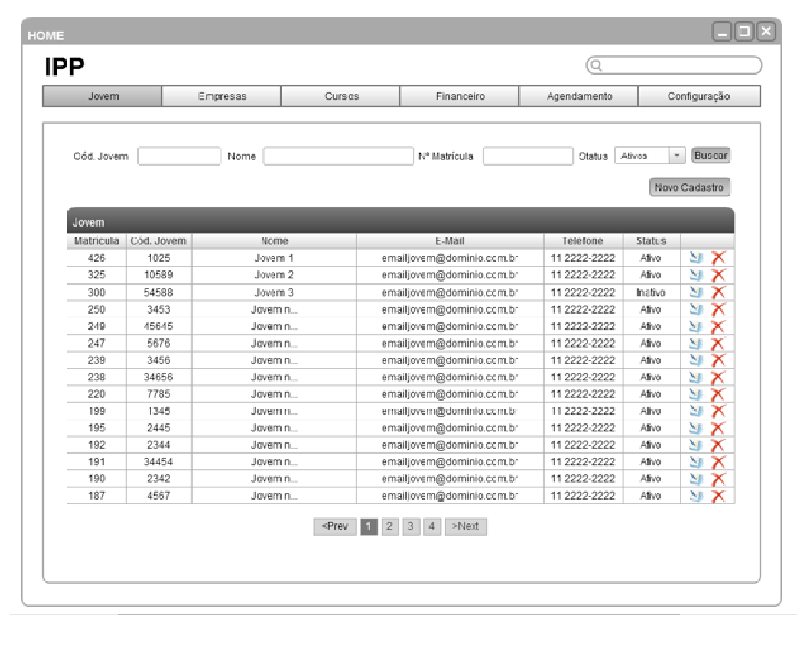 HOME
IPP
Jovem Empresas Cursos Financeiro Agendamento Configuração
Cód. Jovem Nome Nº Matrícula Status Ativos Buscar
Novo Cadastro
Jovem
Matrícula Cód. Jovem Nome E-Mail Telefone Status
426 1025 Jovem 1 emailjovem@dominio.com.br 11 2222-2222 Ativo
325 10589 Jovem 2 emailjovem@dominio.com.br 11 2222-2222 Ativo
300 54588 Jovem 3 emailjovem@dominio.com.br 11 2222-2222 Inativo
250 3453 Jovem n... emailjovem@dominio.com.br 11 2222-2222 Ativo
249 45645 Jovem n... emailjovem@dominio.com.br 11 2222-2222 Ativo
247 5676 Jovem n... emailjovem@dominio.com.br 11 2222-2222 Ativo
239 3456 Jovem n... emailjovem@dominio.com.br 11 2222-2222 Ativo
238 34656 Jovem n... emailjovem@dominio.com.br 11 2222-2222 Ativo
220 7785 Jovem n... emailjovem@dominio.com.br 11 2222-2222 Ativo
199 1345 Jovem n... emailjovem@dominio.com.br 11 2222-2222 Ativo
195 2445 Jovem n... emailjovem@dominio.com.br 11 2222-2222 Ativo
192 2344 Jovem n... emailjovem@dominio.com.br 11 2222-2222 Ativo
191 34454 Jovem n... emailjovem@dominio.com.br 11 2222-2222 Ativo
190 2342 Jovem n... emailjovem@dominio.com.br 11 2222-2222 Ativo
187 4567 Jovem n... emailjovem@dominio.com.br 11 2222-2222 Ativo
<Prev 1 2 3 4 >Next